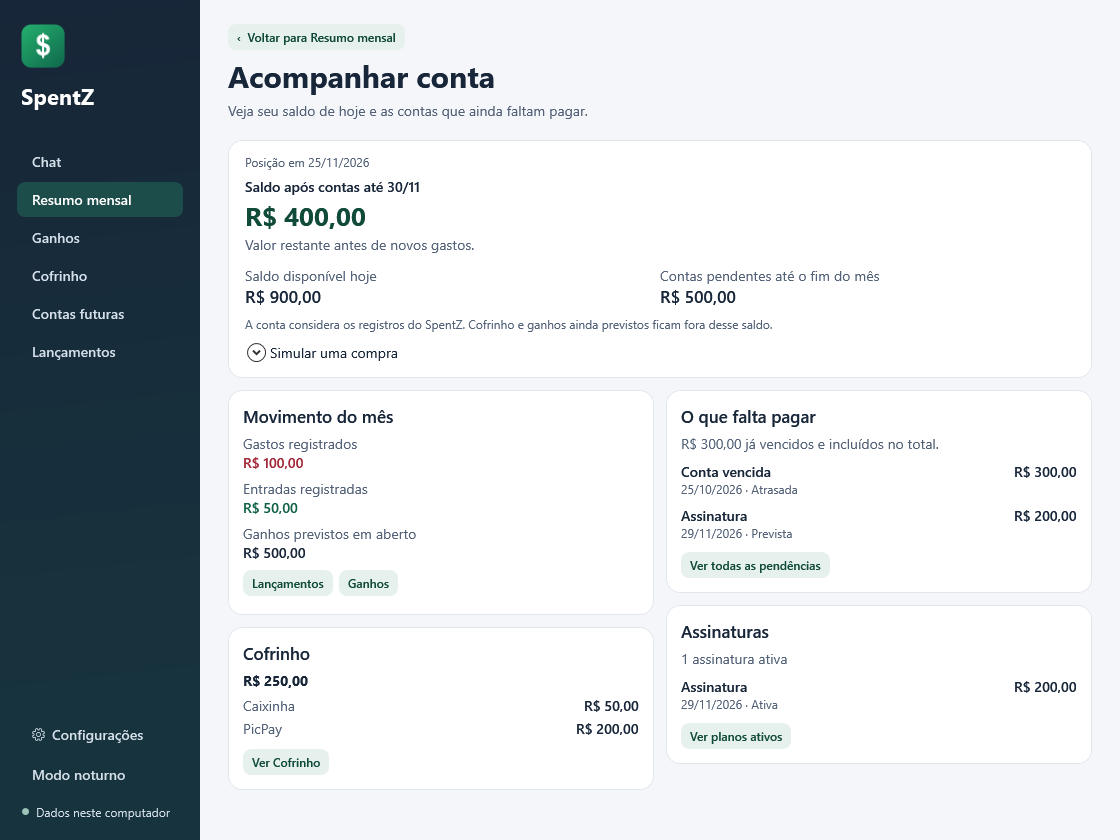 $
SpentZ
Chat
Resumo mensal
Ganhos
Cofrinho
Contas futuras
Lançamentos
Configurações
Modo noturno
Dados neste computador
‹ Voltar para Resumo mensal
Acompanhar conta
Veja seu saldo de hoje e as contas que ainda faltam pagar.
Posição em 25/11/2026
Saldo após contas até 30/11
R$ 400,00
Valor restante antes de novos gastos.
Saldo disponível hoje
R$ 900,00
Contas pendentes até o fim do mês
R$ 500,00
A conta considera os registros do SpentZ. Cofrinho e ganhos ainda previstos ficam fora desse saldo.
Simular uma compra
Movimento do mês
Gastos registrados
R$ 100,00
Entradas registradas
R$ 50,00
Ganhos previstos em aberto
R$ 500,00
Lançamentos Ganhos
Cofrinho
R$ 250,00
Caixinha R$ 50,00
PicPay R$ 200,00
Ver Cofrinho
O que falta pagar
R$ 300,00 já vencidos e incluídos no total.
Conta vencida R$ 300,00
25/10/2026 · Atrasada
Assinatura R$ 200,00
29/11/2026 · Prevista
Ver todas as pendências
Assinaturas
1 assinatura ativa
Assinatura R$ 200,00
29/11/2026 · Ativa
Ver planos ativos